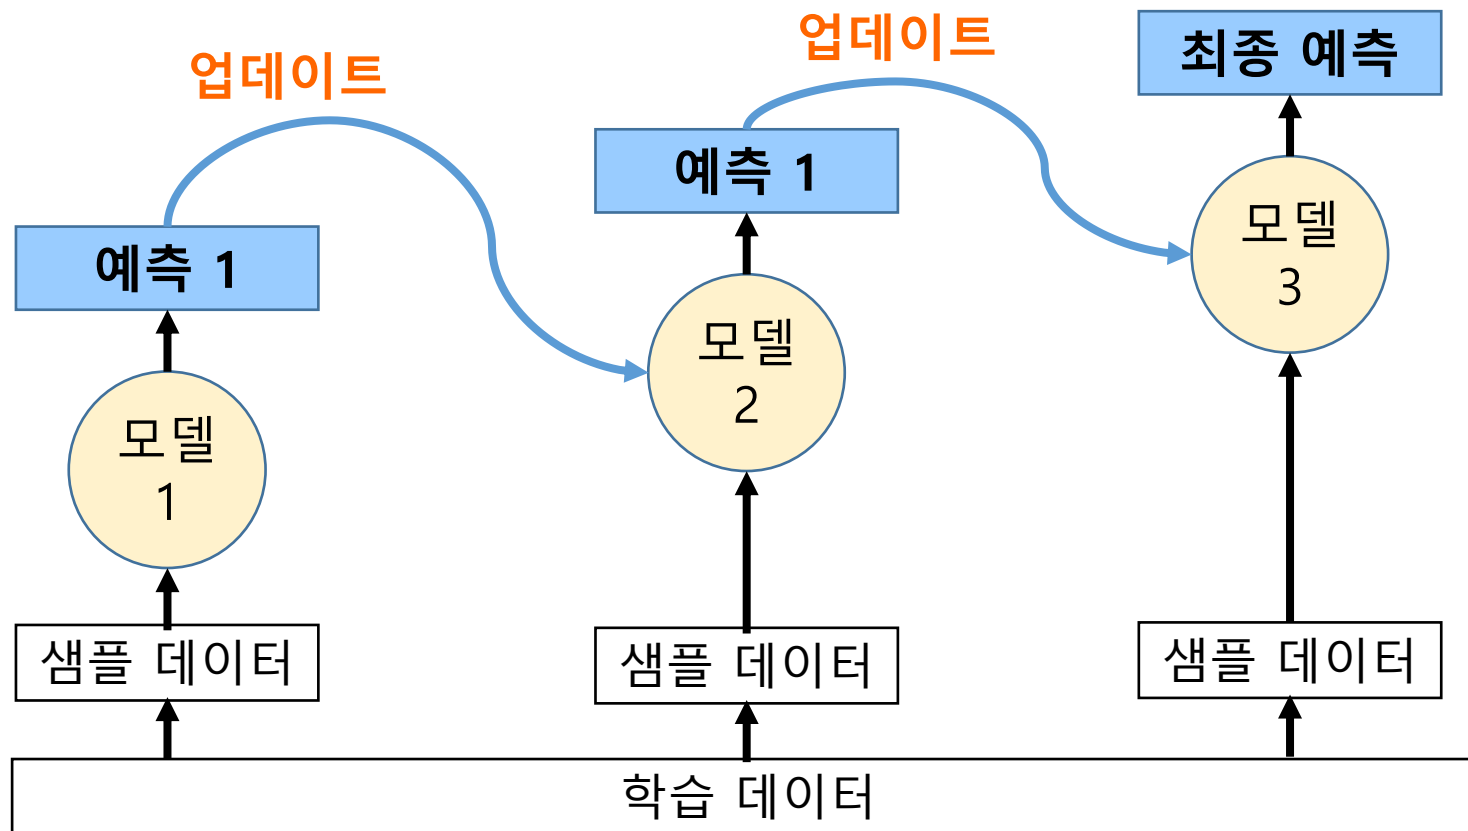 업데이트
업데이트
최종 예측
예측 1
예측 1
모델
3
모델
2
모델
1
샘플 데이터
샘플 데이터
샘플 데이터
학습 데이터